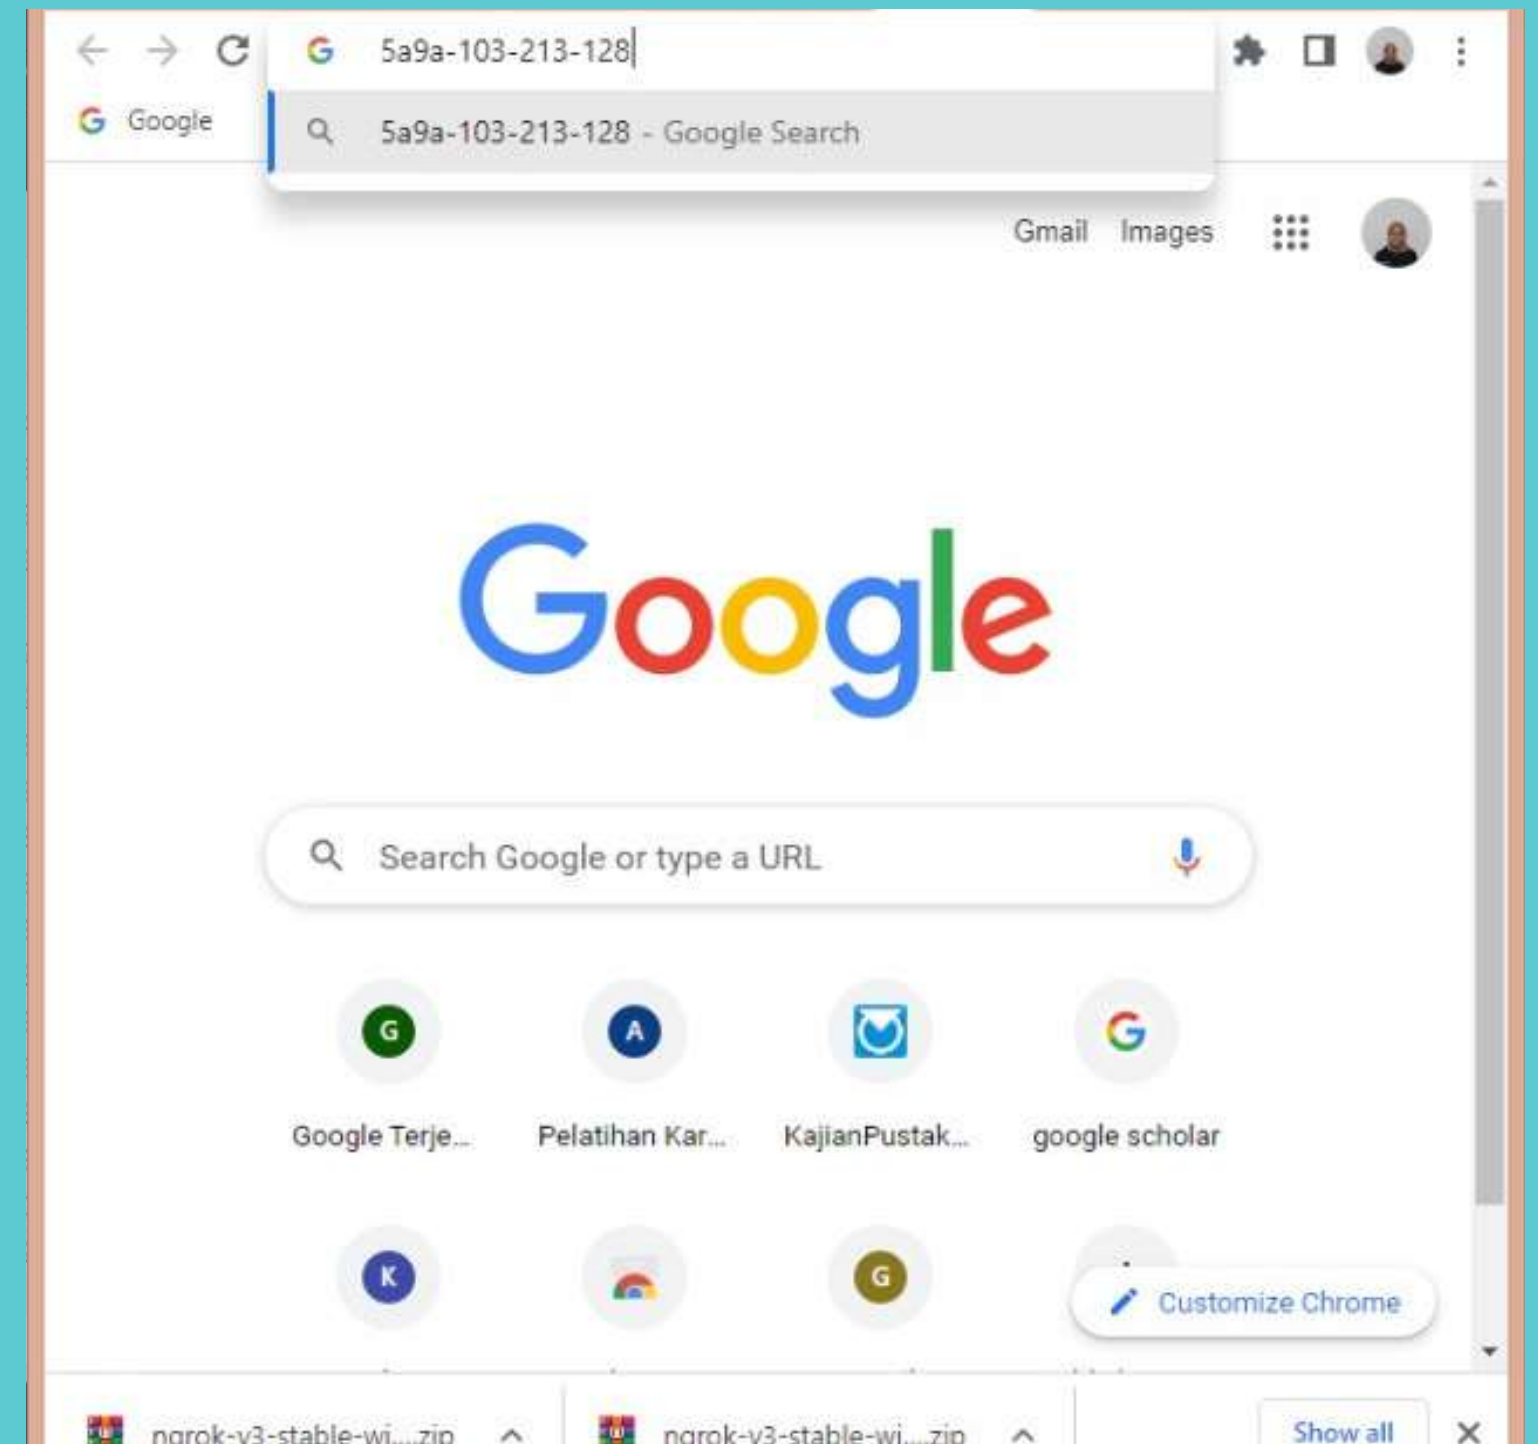 5a9a-103-213-128
Google
5a9a-103-213-128 - Google Search
Gmail Images
Google
Search Google or type a URL
G A
Google Terje... Pelatihan Kar... KajianPustak... google scholar
K G
Customize Chrome
ngrok-v3-stable-wi....zip ngrok-v3-stable-wi....zip Show all